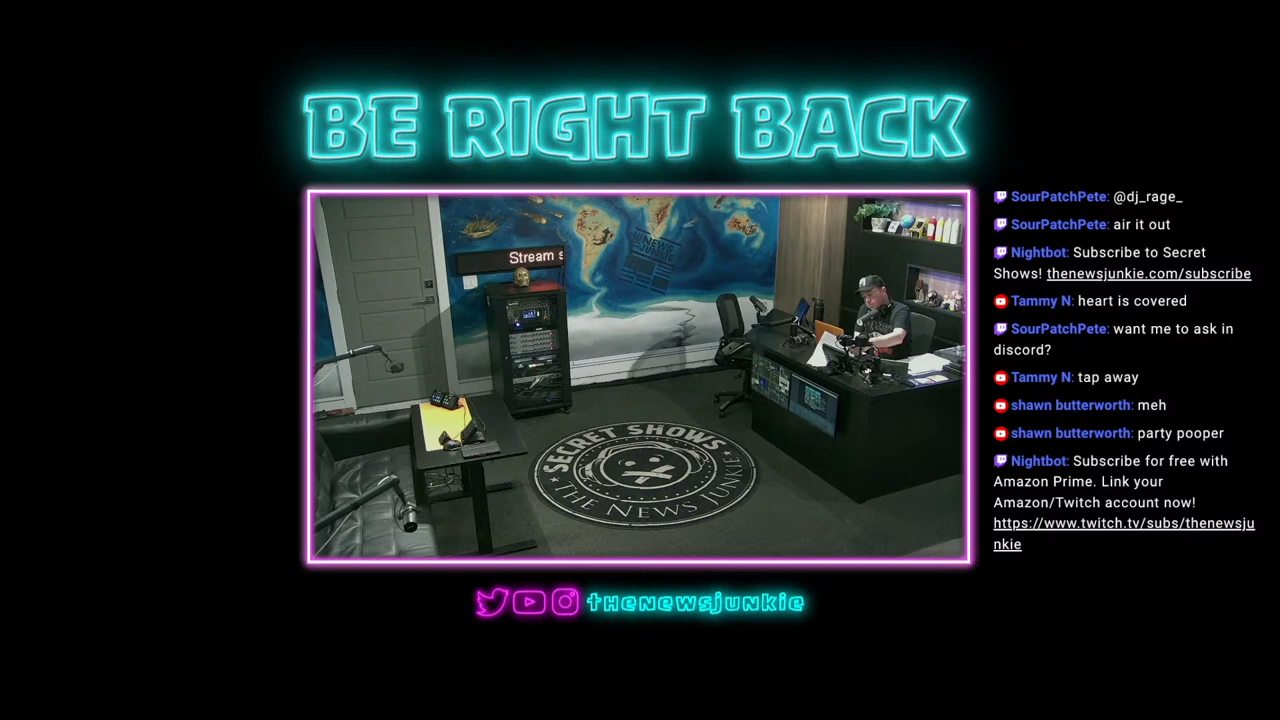 BE RIGHT BACK
SourPatchPete: @dj_rage_
SourPatchPete: air it out
Nightbot: Subscribe to Secret
Shows! thenewsjunkie.com/subscribe
Tammy N: heart is covered
SourPatchPete: want me to ask in
discord?
Tammy N: tap away
shawn butterworth: meh
shawn butterworth: party pooper
Nightbot: Subscribe for free with
Amazon Prime. Link your
Amazon/Twitch account now!
https://www.twitch.tv/subs/thenewsju
nkie
Stream s
THE NEWS
JUNKIE
SECRET SHOWS
THE NEWS JUNKIE
thenewsjunkie